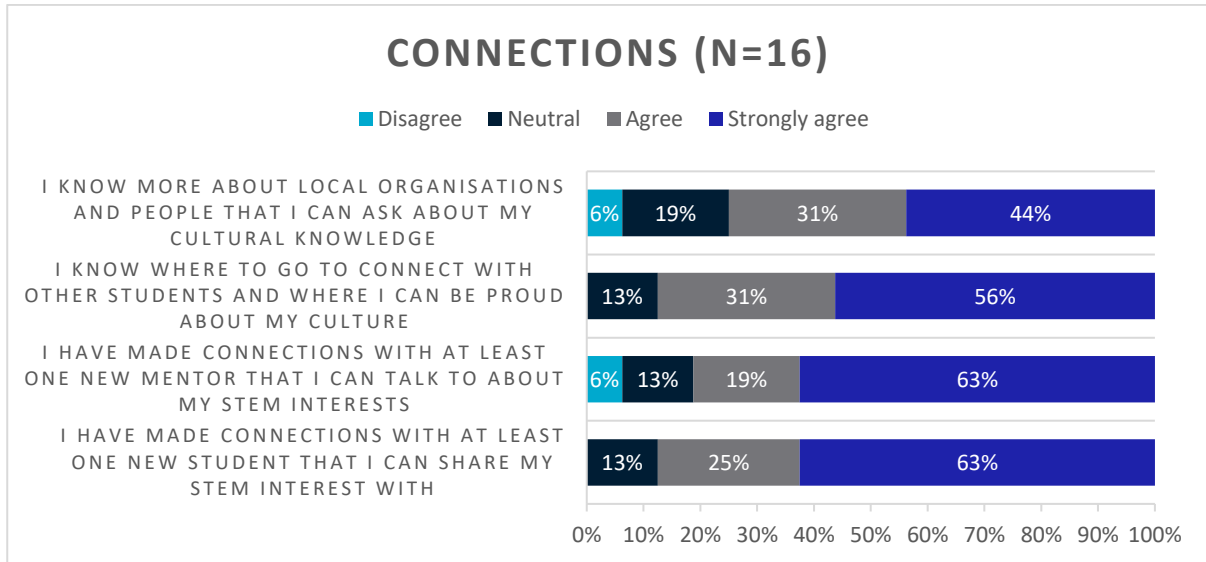 CONNECTIONS (N=16)
Disagree Neutral Agree Strongly agree
I KNOW MORE ABOUT LOCAL ORGANISATIONS
AND PEOPLE THAT I CAN ASK ABOUT MY
CULTURAL KNOWLEDGE
6% 19% 31% 44%
I KNOW WHERE TO GO TO CONNECT WITH
OTHER STUDENTS AND WHERE I CAN BE PROUD
ABOUT MY CULTURE
13% 31% 56%
I HAVE MADE CONNECTIONS WITH AT LEAST
ONE NEW MENTOR THAT I CAN TALK TO ABOUT
MY STEM INTERESTS
6% 13% 19% 63%
I HAVE MADE CONNECTIONS WITH AT LEAST
ONE NEW STUDENT THAT I CAN SHARE MY
STEM INTEREST WITH
13% 25% 63%
0% 10% 20% 30% 40% 50% 60% 70% 80% 90% 100%